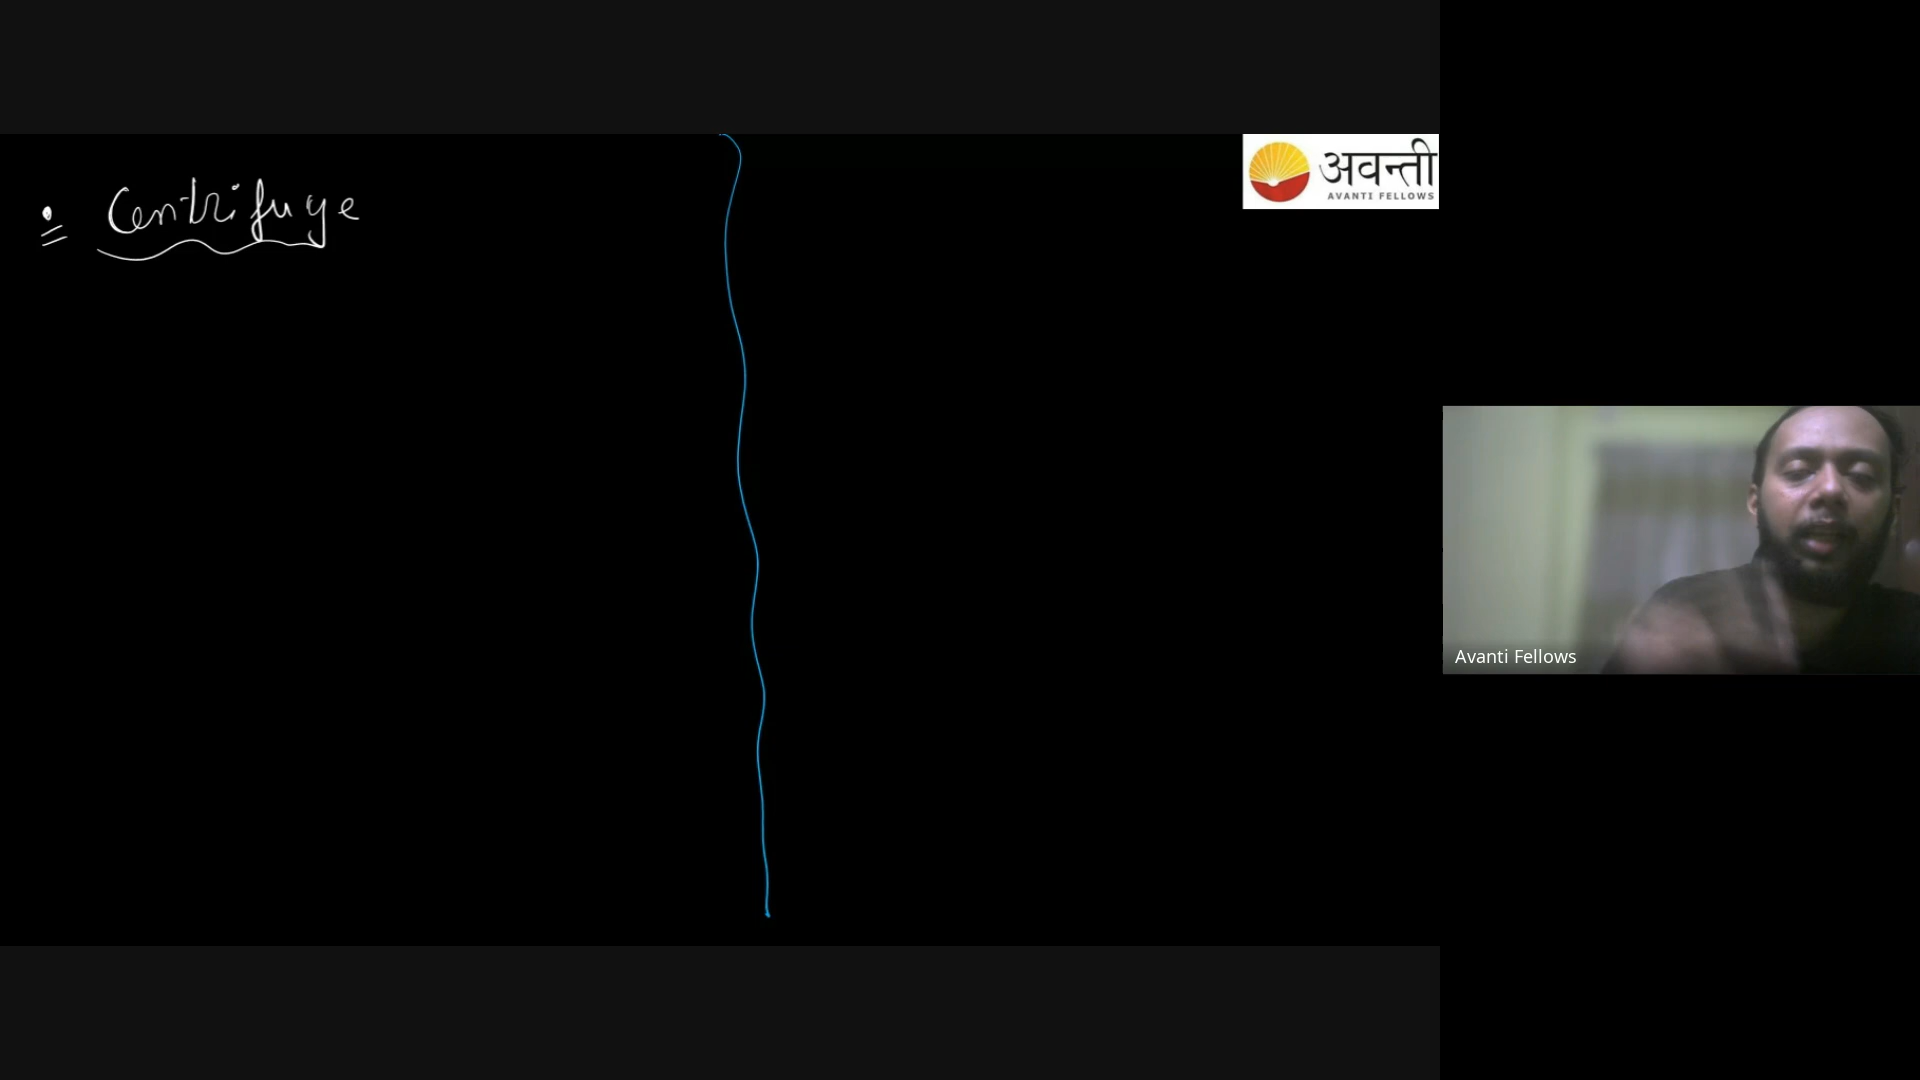 Centrifuge
अवन्ती
AVANTI FELLOWS
Avanti Fellows